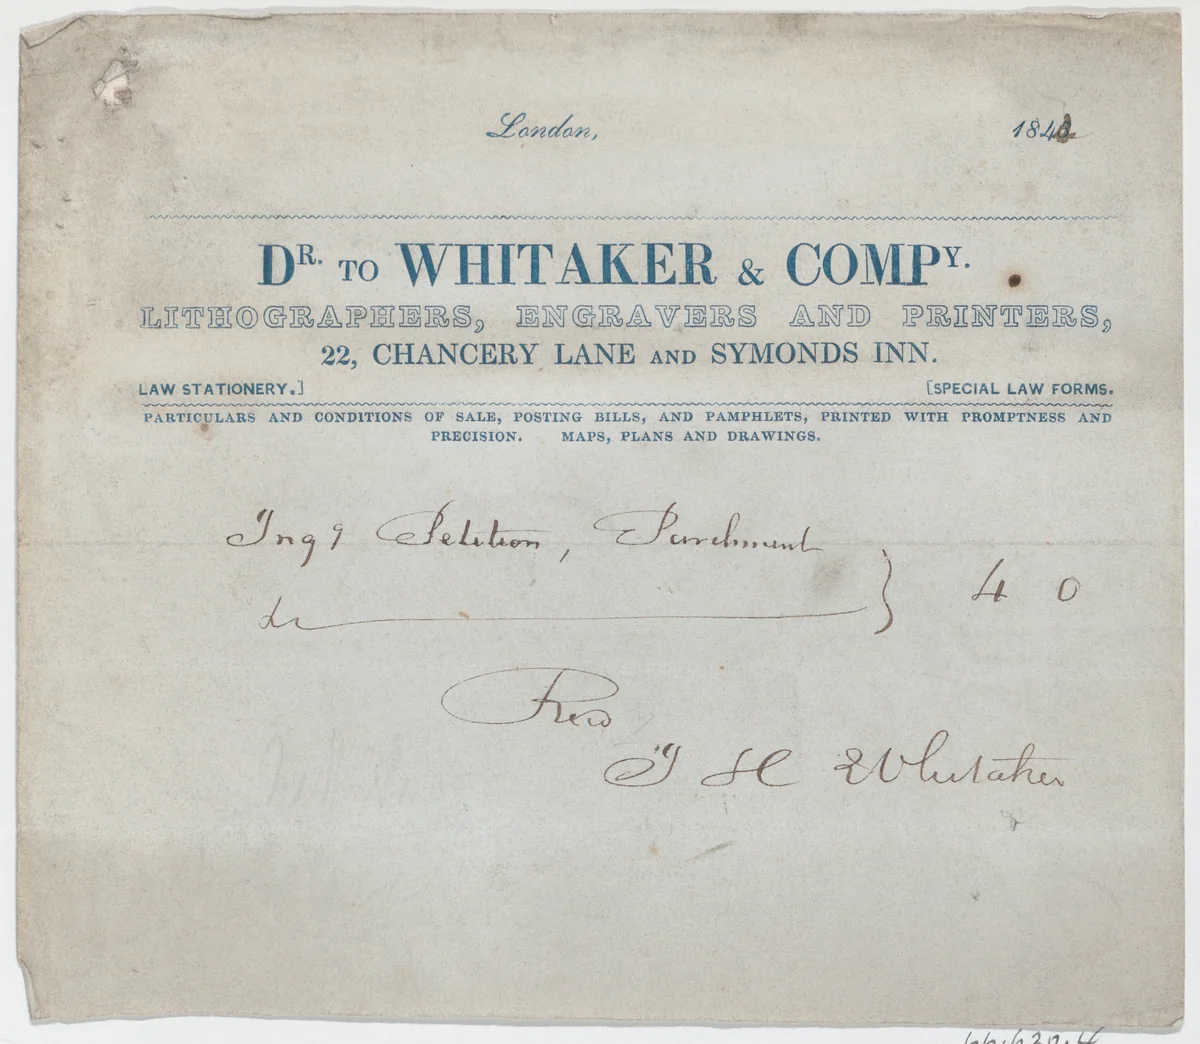 London, 184
Dr. TO WHITAKER & COMPY.
LITHOGRAPHERS, ENGRAVERS AND PRINTERS,
22, CHANCERY LANE AND SYMONDS INN.
LAW STATIONERY.] [SPECIAL LAW FORMS.
PARTICULARS AND CONDITIONS OF SALE, POSTING BILLS, AND PAMPHLETS, PRINTED WITH PROMPTNESS AND
PRECISION. MAPS, PLANS AND DRAWINGS.
Ing Petition, Parchment
&c } 4 0
Recd
T H Whitaker